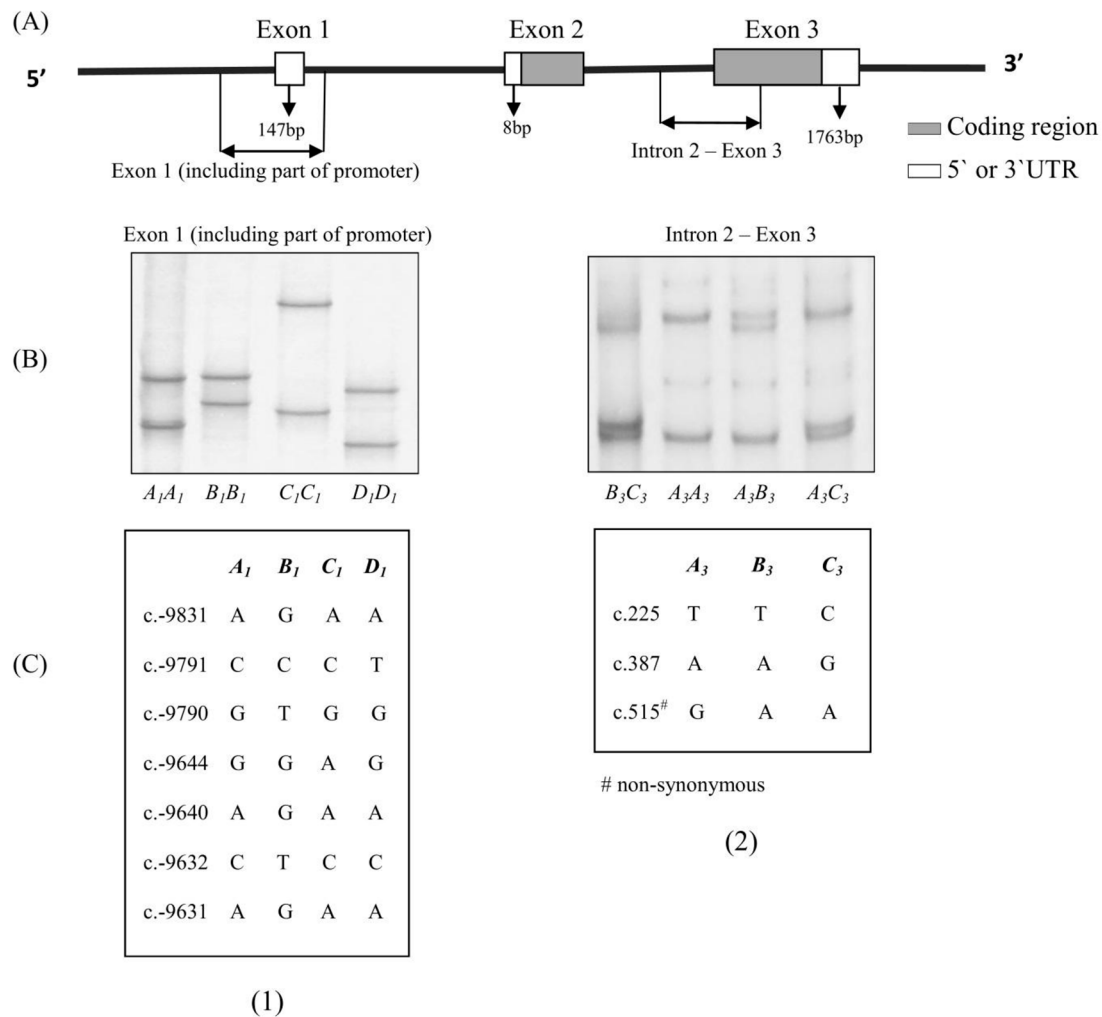 (A)
Exon 1
Exon 2
Exon 3
5’
3’
147bp
8bp
1763bp
Exon 1 (including part of promoter)
Intron 2 – Exon 3
Coding region
5` or 3`UTR
Exon 1 (including part of promoter)
Intron 2 – Exon 3
(B)
A₁A₁ B₁B₁ C₁C₁ D₁D₁
B₃C₃ A₃A₃ A₃B₃ A₃C₃
(C)
A₁ B₁ C₁ D₁
c.-9831 A G A A
c.-9791 C C C T
c.-9790 G T G G
c.-9644 G G A G
c.-9640 A G A A
c.-9632 C T C C
c.-9631 A G A A
(1)
A₃ B₃ C₃
c.225 T T C
c.387 A A G
c.515# G A A
# non-synonymous
(2)